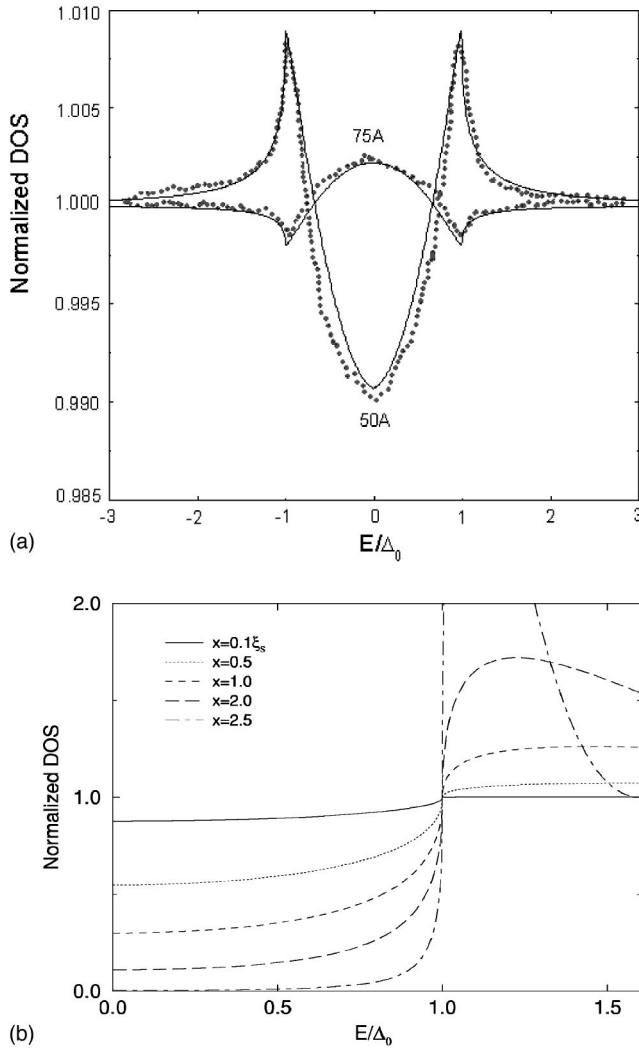 1.010
1.005
1.000
0.995
0.990
0.985
Normalized DOS
75A
50A
-3 -2 -1 0 1 2 3
E/Δ₀
(a)
2.0
1.0
0.0
Normalized DOS
x=0.1ξₛ
x=0.5
x=1.0
x=2.0
x=2.5
0.0 0.5 1.0 1.5
E/Δ₀
(b)